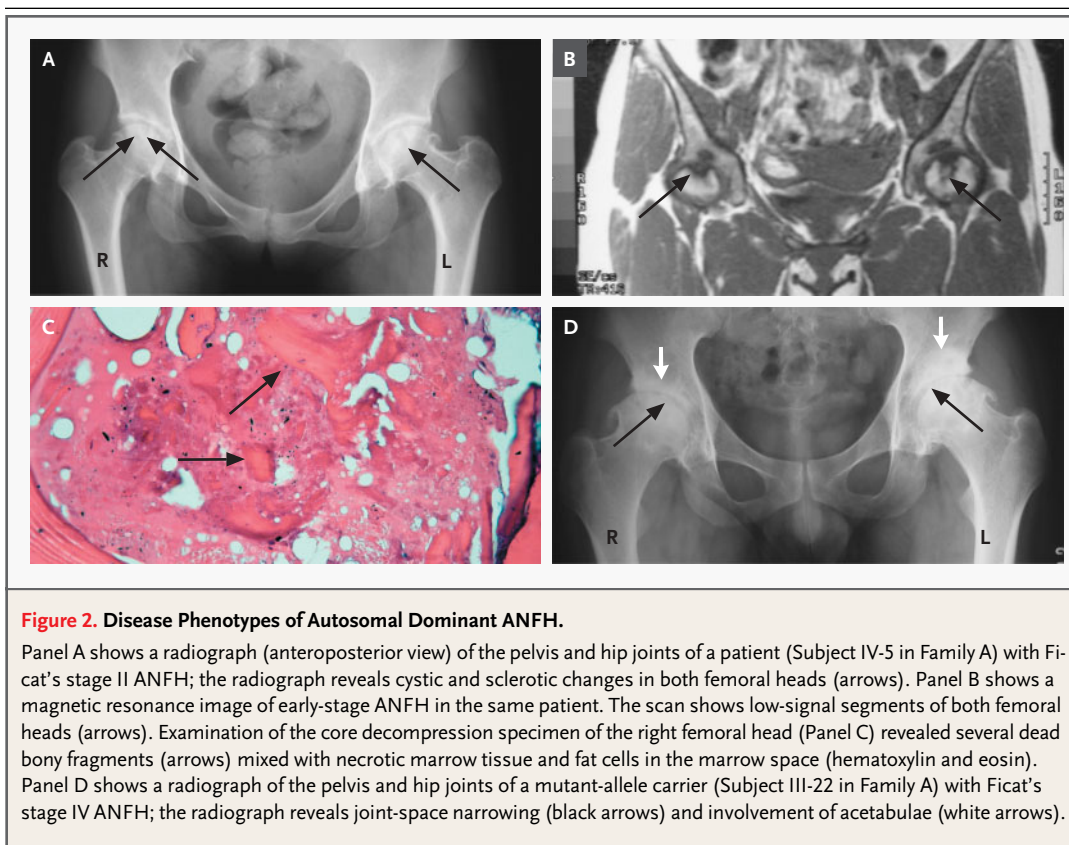 A
B
R
L
C
D
R
L
Figure 2. Disease Phenotypes of Autosomal Dominant ANFH.
Panel A shows a radiograph (anteroposterior view) of the pelvis and hip joints of a patient (Subject IV-5 in Family A) with Fi-
cat’s stage II ANFH; the radiograph reveals cystic and sclerotic changes in both femoral heads (arrows). Panel B shows a
magnetic resonance image of early-stage ANFH in the same patient. The scan shows low-signal segments of both femoral
heads (arrows). Examination of the core decompression specimen of the right femoral head (Panel C) revealed several dead
bony fragments (arrows) mixed with necrotic marrow tissue and fat cells in the marrow space (hematoxylin and eosin).
Panel D shows a radiograph of the pelvis and hip joints of a mutant-allele carrier (Subject III-22 in Family A) with Ficat’s
stage IV ANFH; the radiograph reveals joint-space narrowing (black arrows) and involvement of acetabulae (white arrows).